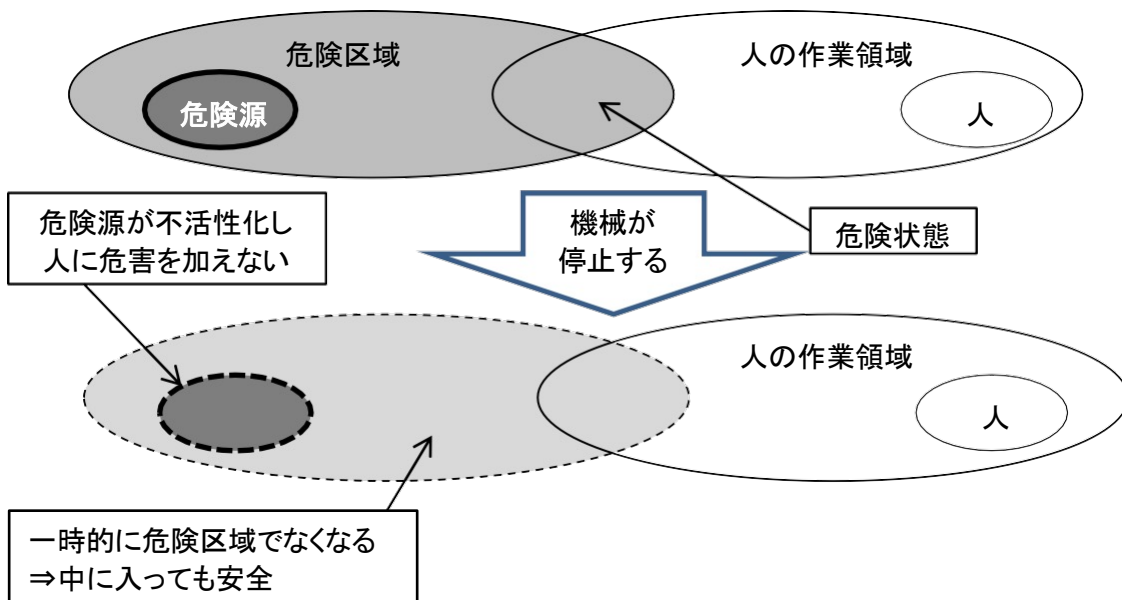 危険区域
人の作業領域
危険源
人
危険源が不活性化し
人に危害を加えない
機械が
停止する
危険状態
人の作業領域
人
一時的に危険区域でなくなる
⇒中に入っても安全